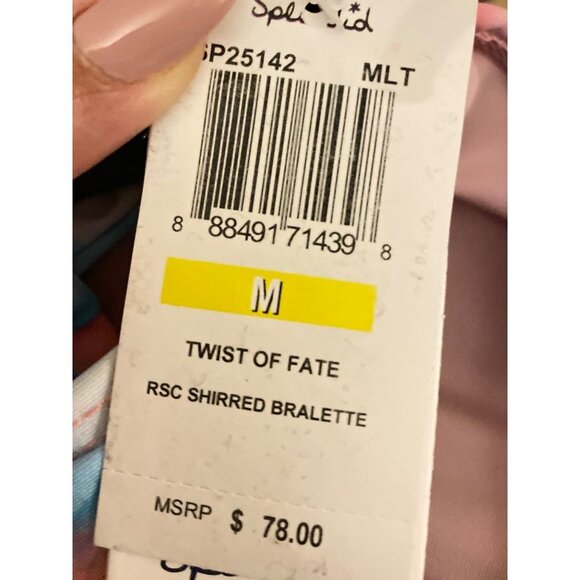 SP25142 MLT
8 88491 71439 8
M
TWIST OF FATE
RSC SHIRRED BRALETTE
MSRP $ 78.00